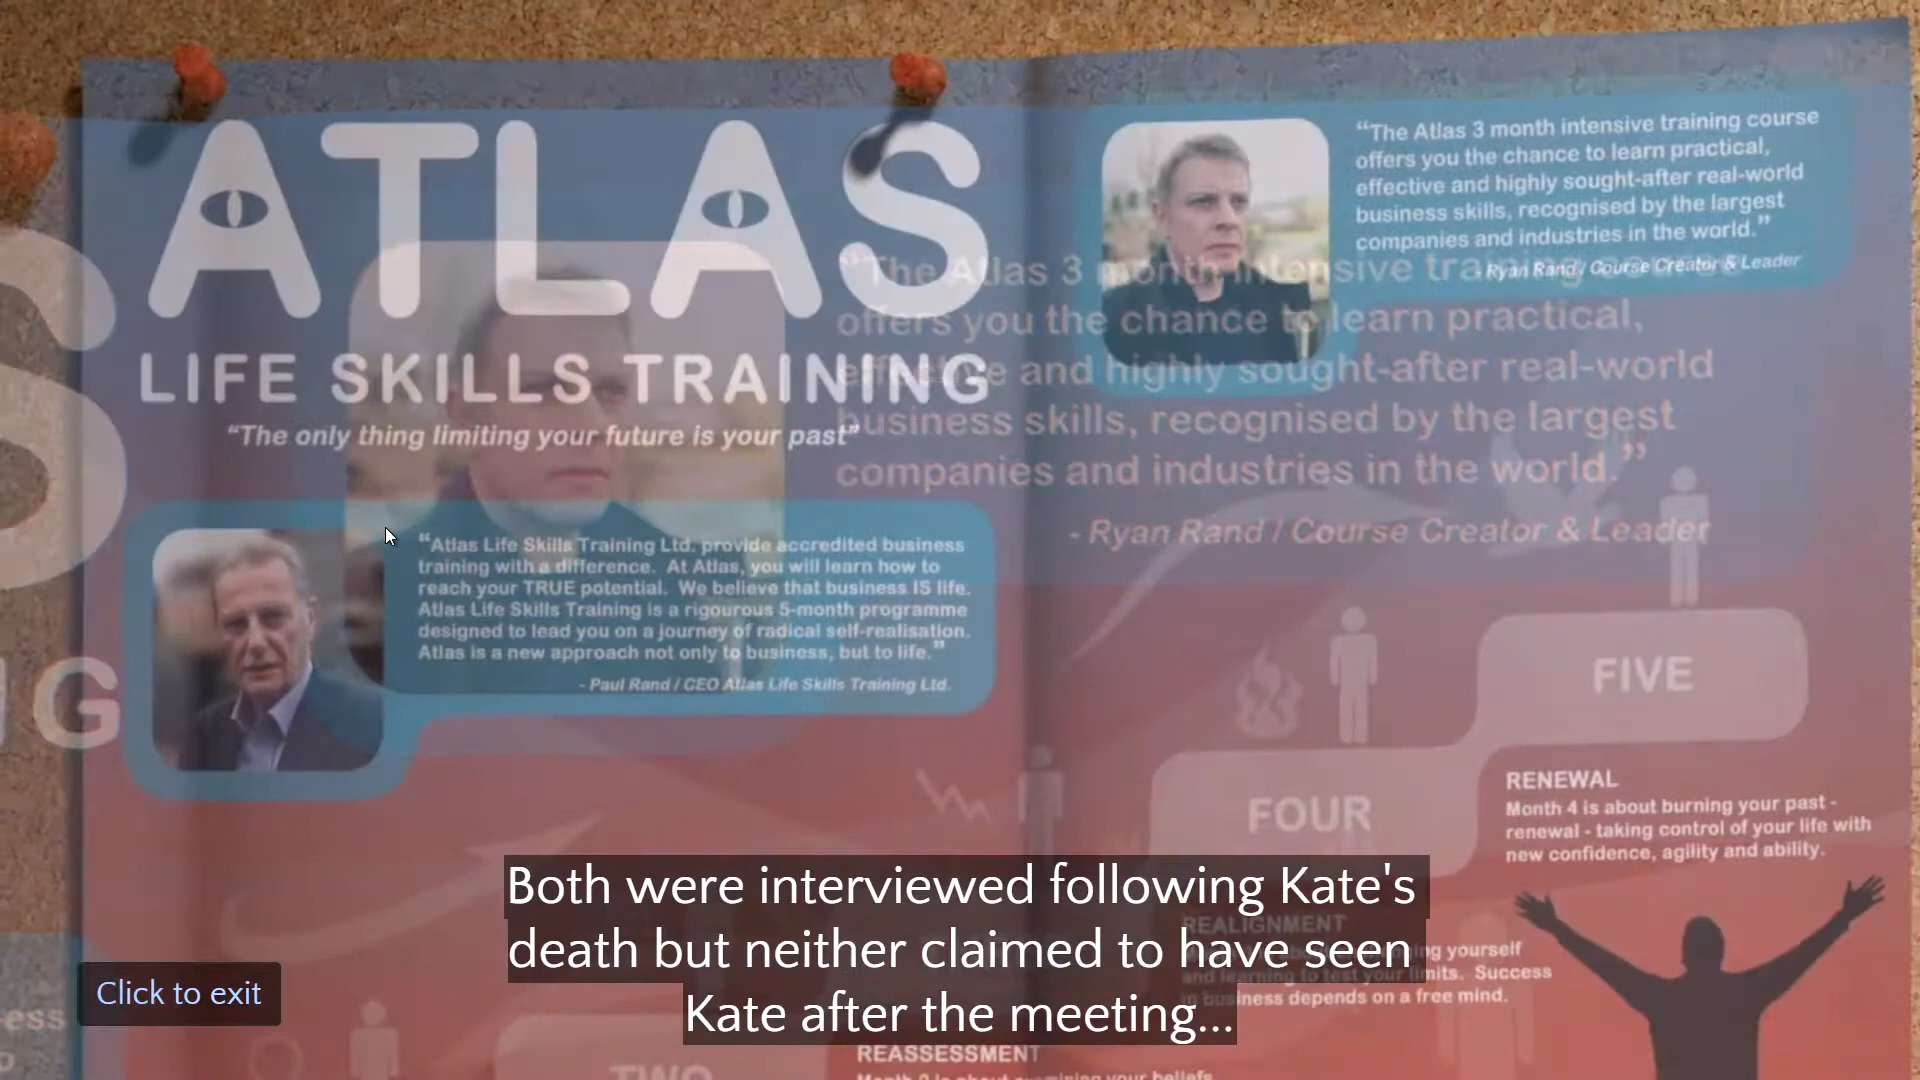 ATLAS
LIFE SKILLS TRAINING
“The only thing limiting your future is your past”
“Atlas Life Skills Training Ltd. provide accredited business
training with a difference. At Atlas, you will learn how to
reach your TRUE potential. We believe that business IS life.
Atlas Life Skills Training is a rigourous 5-month programme
designed to lead you on a journey of radical self-realisation.
Atlas is a new approach not only to business, but to life.”
- Paul Rand / CEO Atlas Life Skills Training Ltd.
“The Atlas 3 month intensive training course
offers you the chance to learn practical,
effective and highly sought-after real-world
business skills, recognised by the largest
companies and industries in the world.”
- Ryan Rand / Course Creator & Leader
“The Atlas 3 month intensive training course
offers you the chance to learn practical,
effective and highly sought-after real-world
business skills, recognised by the largest
companies and industries in the world.”
- Ryan Rand / Course Creator & Leader
S
NG
FIVE
FOUR
RENEWAL
Month 4 is about burning your past -
renewal - taking control of your life with
new confidence, agility and ability.
REALIGNMENT
yourself
and learning to test your limits. Success
in business depends on a free mind.
TWO
REASSESSMENT
Both were interviewed following Kate's
death but neither claimed to have seen
Kate after the meeting...
Click to exit